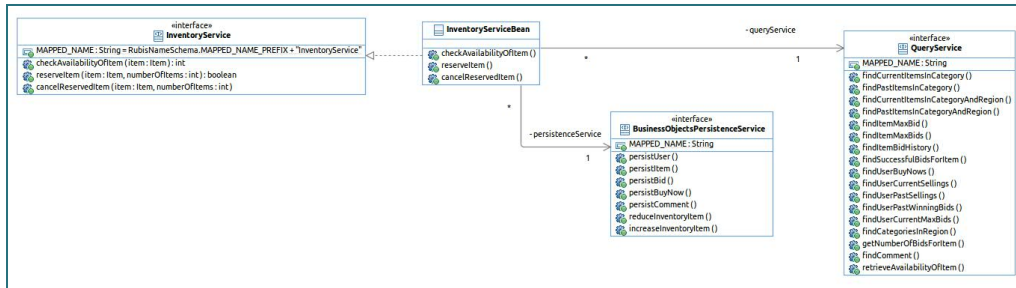 «interface»
InventoryService
MAPPED_NAME : String = RubisNameSchema.MAPPED_NAME_PREFIX + "InventoryService"
checkAvailabilityOfItem ( item : Item ) : int
reserveItem ( item : Item, numberOfItems : int ) : boolean
cancelReservedItem ( item : Item, numberOfItems : int )
InventoryServiceBean
checkAvailabilityOfItem ( )
reserveItem ( )
cancelReservedItem ( )
- queryService
*
1
*
- persistenceService
1
«interface»
BusinessObjectsPersistenceService
MAPPED_NAME : String
persistUser ( )
persistItem ( )
persistBid ( )
persistBuyNow ( )
persistComment ( )
reduceInventoryItem ( )
increaseInventoryItem ( )
«interface»
QueryService
MAPPED_NAME : String
findCurrentItemsInCategory ( )
findPastItemsInCategory ( )
findCurrentItemsInCategoryAndRegion ( )
findPastItemsInCategoryAndRegion ( )
findItemMaxBid ( )
findItemMaxBids ( )
findItemBidHistory ( )
findSuccessfulBidsForItem ( )
findUserBuyNows ( )
findUserCurrentSellings ( )
findUserPastSellings ( )
findUserPastWinningBids ( )
findUserCurrentMaxBids ( )
findCategoriesInRegion ( )
getNumberOfBidsForItem ( )
findComment ( )
retrieveAvailabilityOfItem ( )